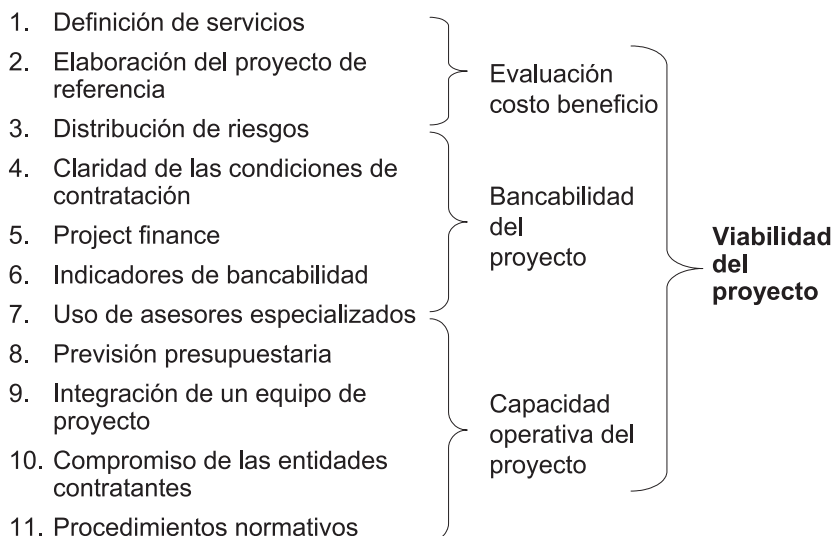 1. Definición de servicios
2. Elaboración del proyecto de
referencia
3. Distribución de riesgos
4. Claridad de las condiciones de
contratación
5. Project finance
6. Indicadores de bancabilidad
7. Uso de asesores especializados
8. Previsión presupuestaria
9. Integración de un equipo de
proyecto
10. Compromiso de las entidades
contratantes
11. Procedimientos normativos
Evaluación
costo beneficio
Bancabilidad
del
proyecto
Capacidad
operativa del
proyecto
Viabilidad
del
proyecto